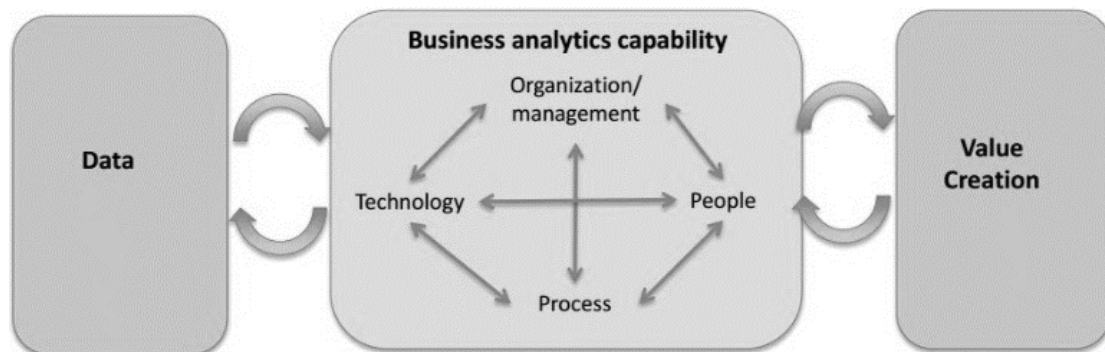 Business analytics capability
Organization/
management
Data
Value
Creation
Technology
People
Process